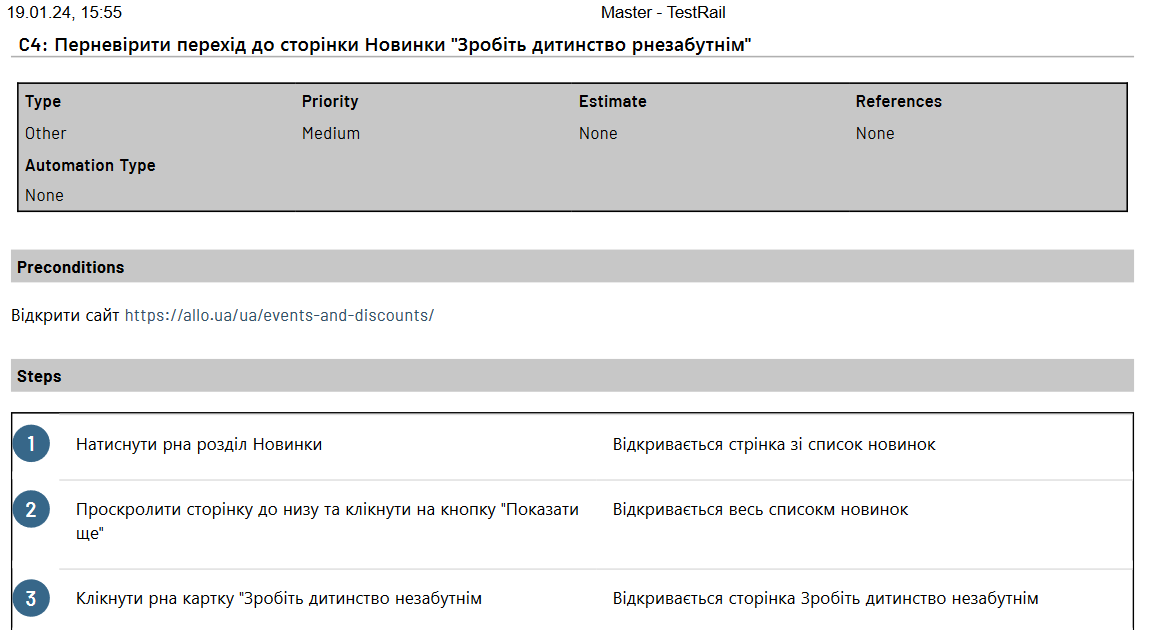 19.01.24, 15:55 Master - TestRail
C4: Перневірити перехід до сторінки Новинки "Зробіть дитинство рнезабутнім"
Type Priority Estimate References
Other Medium None None
Automation Type
None
Preconditions
Відкрити сайт https://allo.ua/ua/events-and-discounts/
Steps
1 Натиснути рна розділ Новинки Відкривається стрінка зі список новинок
2 Проскролити сторінку до низу та клікнути на кнопку "Показати Відкривається весь списокм новинок
ще"
3 Клікнути рна картку "Зробіть дитинство незабутнім Відкривається сторінка Зробіть дитинство незабутнім